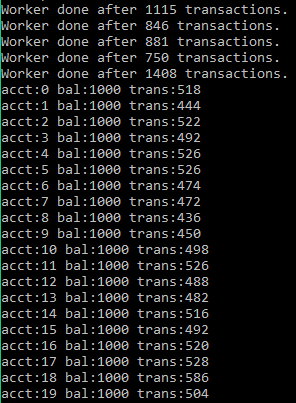 Worker done after 1115 transactions.
Worker done after 846 transactions.
Worker done after 881 transactions.
Worker done after 750 transactions.
Worker done after 1408 transactions.
acct:0 bal:1000 trans:518
acct:1 bal:1000 trans:444
acct:2 bal:1000 trans:522
acct:3 bal:1000 trans:492
acct:4 bal:1000 trans:526
acct:5 bal:1000 trans:526
acct:6 bal:1000 trans:474
acct:7 bal:1000 trans:472
acct:8 bal:1000 trans:436
acct:9 bal:1000 trans:450
acct:10 bal:1000 trans:498
acct:11 bal:1000 trans:526
acct:12 bal:1000 trans:488
acct:13 bal:1000 trans:482
acct:14 bal:1000 trans:516
acct:15 bal:1000 trans:492
acct:16 bal:1000 trans:520
acct:17 bal:1000 trans:528
acct:18 bal:1000 trans:586
acct:19 bal:1000 trans:504